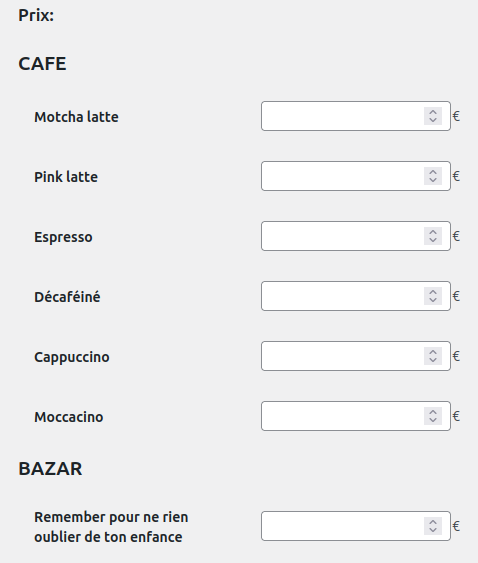 Prix:
CAFE
Motcha latte
€
Pink latte
€
Espresso
€
Décaféiné
€
Cappuccino
€
Moccacino
€
BAZAR
Remember pour ne rien
oublier de ton enfance
€